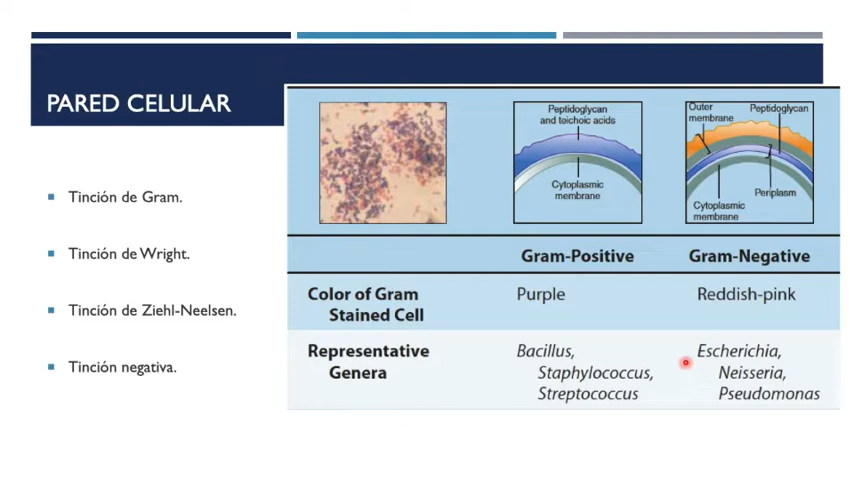 PARED CELULAR
Tinción de Gram.
Tinción de Wright.
Tinción de Ziehl-Neelsen.
Tinción negativa.
Peptidoglycan
and teichoic acids
Cytoplasmic
membrane
Outer
membrane
Peptidoglycan
Periplasm
Cytoplasmic
membrane
Gram-Positive
Gram-Negative
Color of Gram
Stained Cell
Purple
Reddish-pink
Representative
Genera
Bacillus,
Staphylococcus,
Streptococcus
Escherichia,
Neisseria,
Pseudomonas